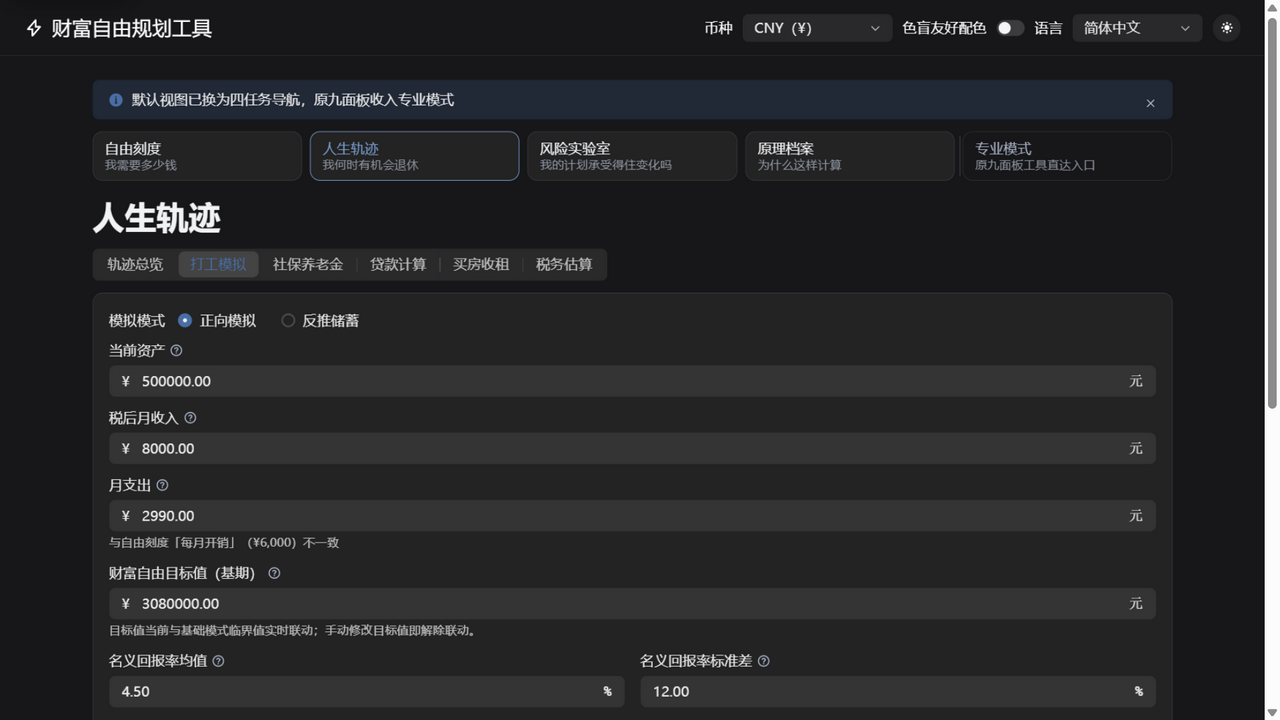 财富自由规划工具
币种 CNY (¥) 色盲友好配色 语言 简体中文
默认视图已换为四任务导航，原九面板收入专业模式
自由刻度
我需要多少钱
人生轨迹
我何时有机会退休
风险实验室
我的计划承受得住变化吗
原理档案
为什么这样计算
专业模式
原九面板工具直达入口
人生轨迹
轨迹总览 打工模拟 社保养老金 贷款计算 买房收租 税务估算
模拟模式 正向模拟 反推储蓄
当前资产
¥ 500000.00 元
税后月收入
¥ 8000.00 元
月支出
¥ 2990.00 元
与自由刻度「每月开销」（¥6,000）不一致
财富自由目标值（基期）
¥ 3080000.00 元
目标值当前与基础模式临界值实时联动；手动修改目标值即解除联动。
名义回报率均值 名义回报率标准差
4.50 % 12.00 %